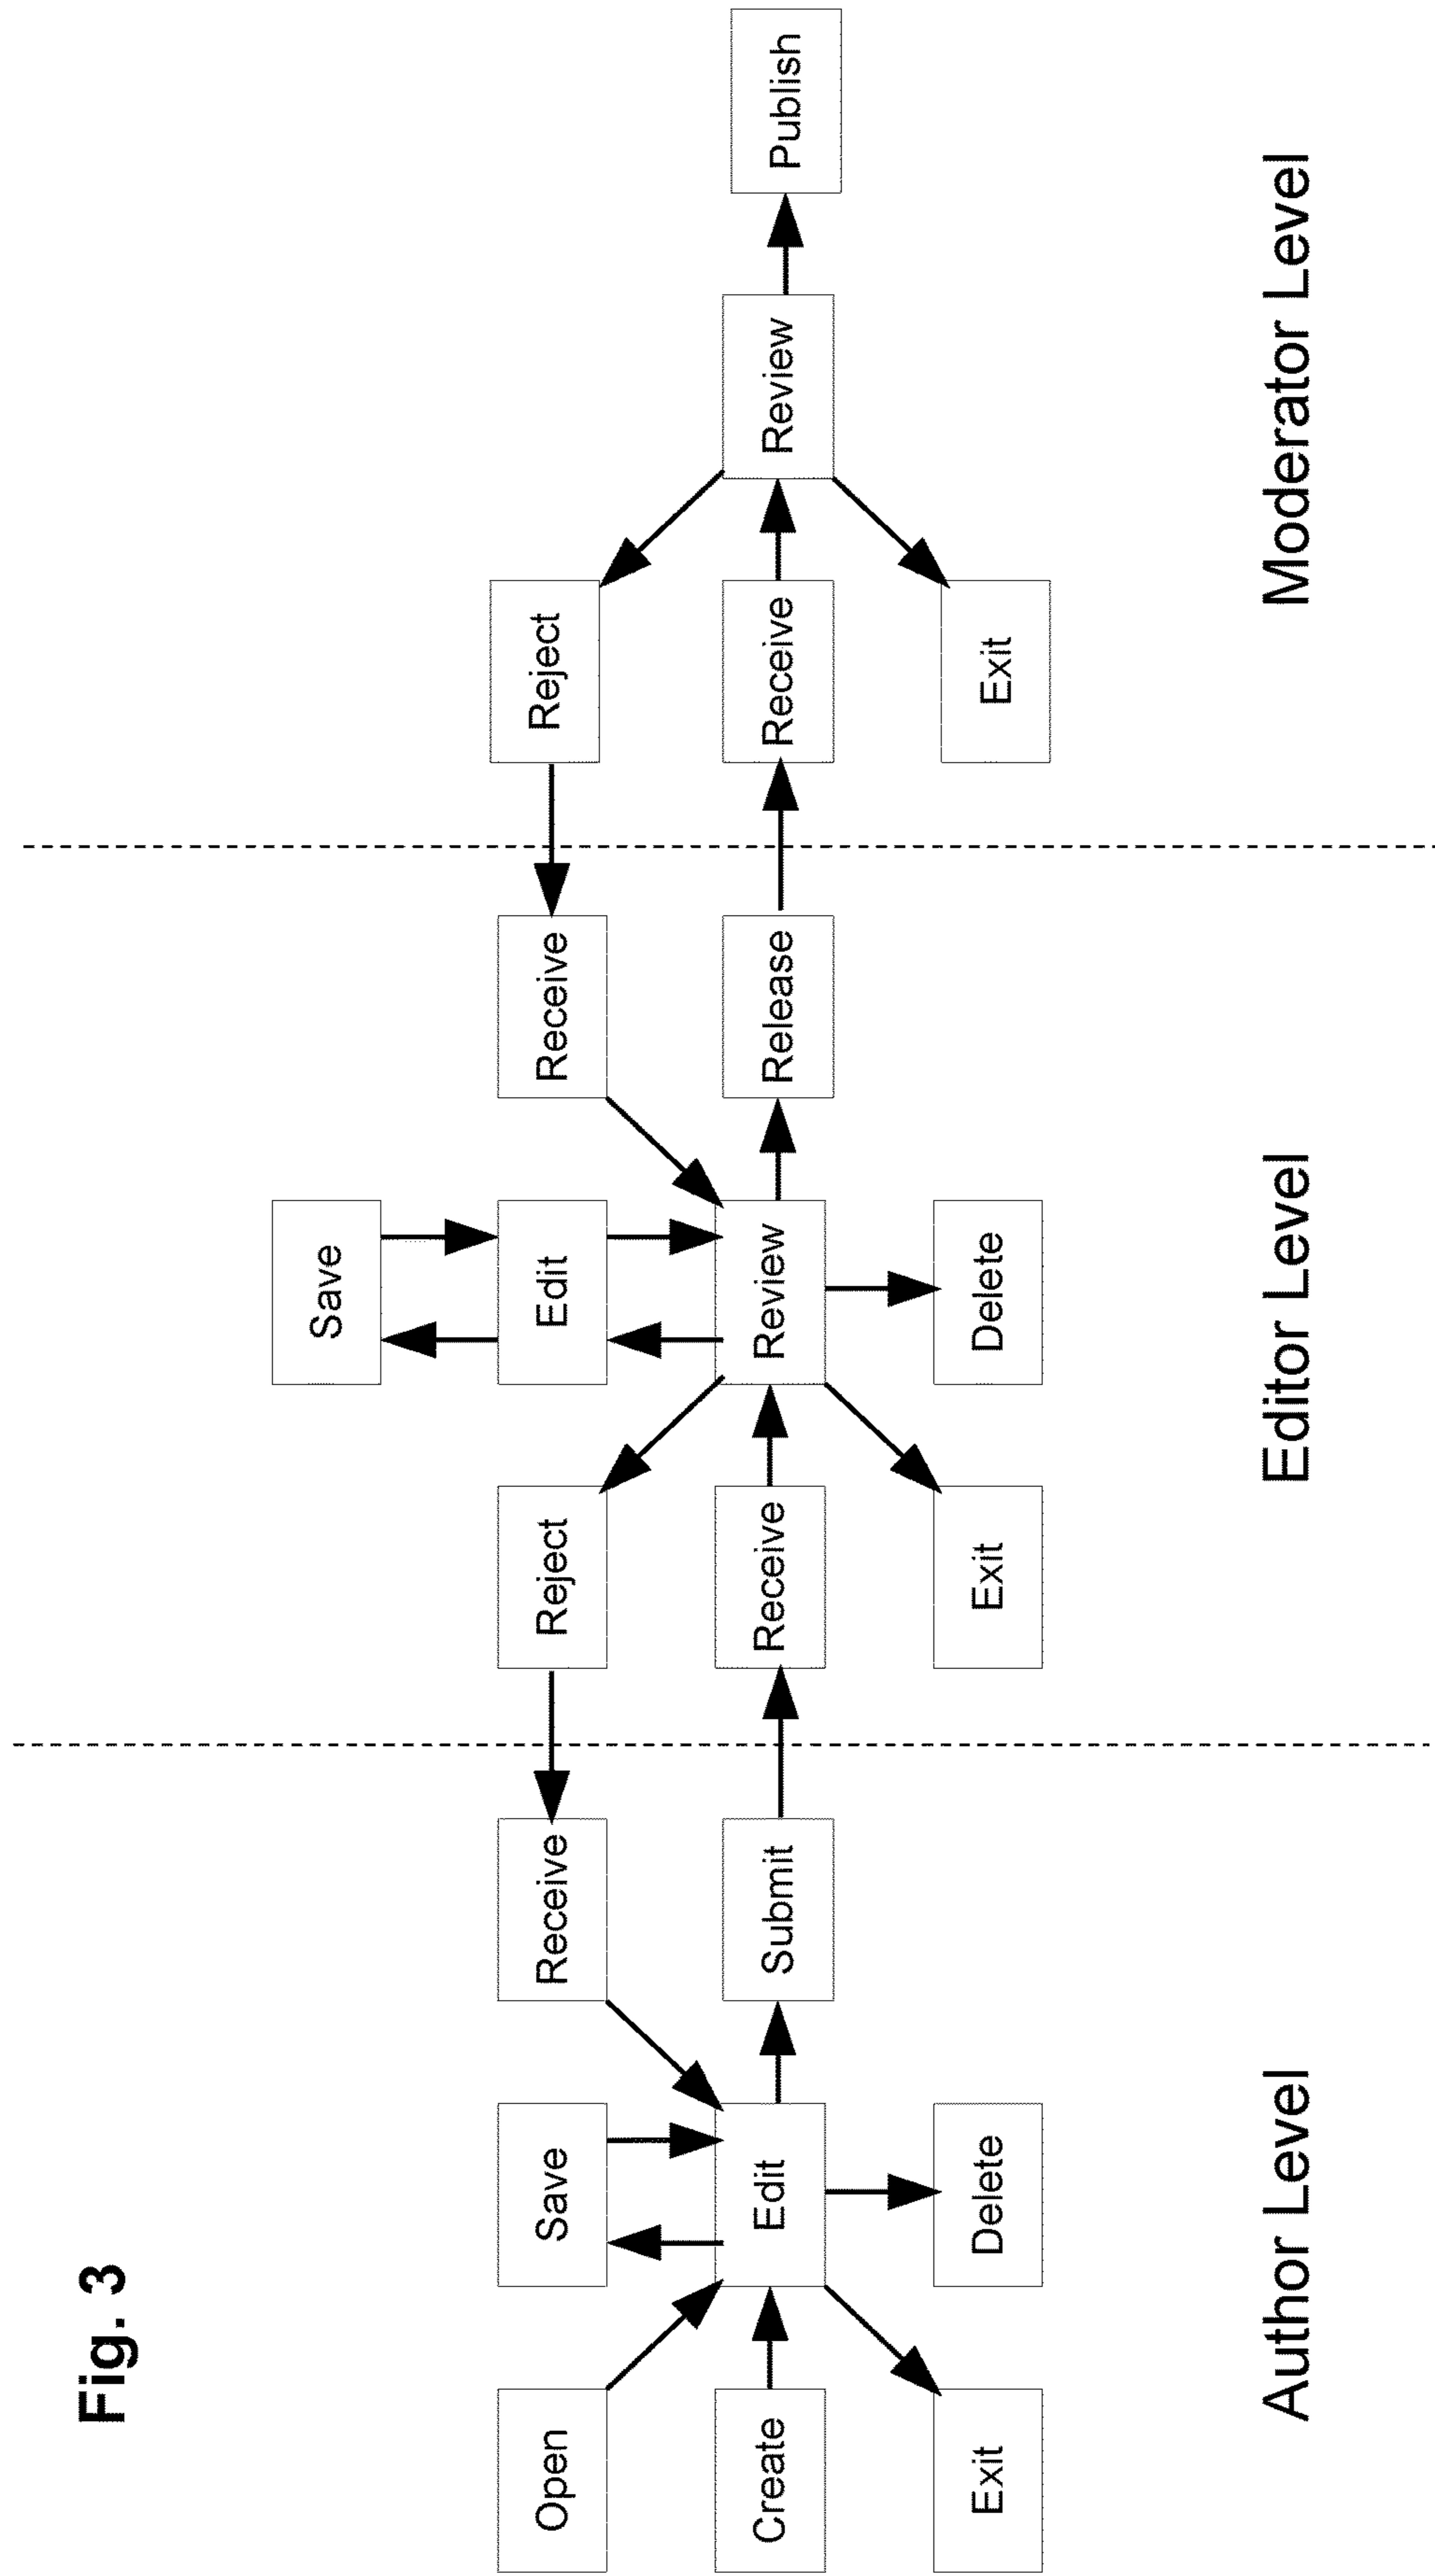 Fig. 3
Save
Open
Save
Receive
Reject
Edit
Receive
Reject
Create
Edit
Submit
Receive
Review
Release
Receive
Review
Publish
Exit
Delete
Exit
Delete
Exit
Author Level
Editor Level
Moderator Level